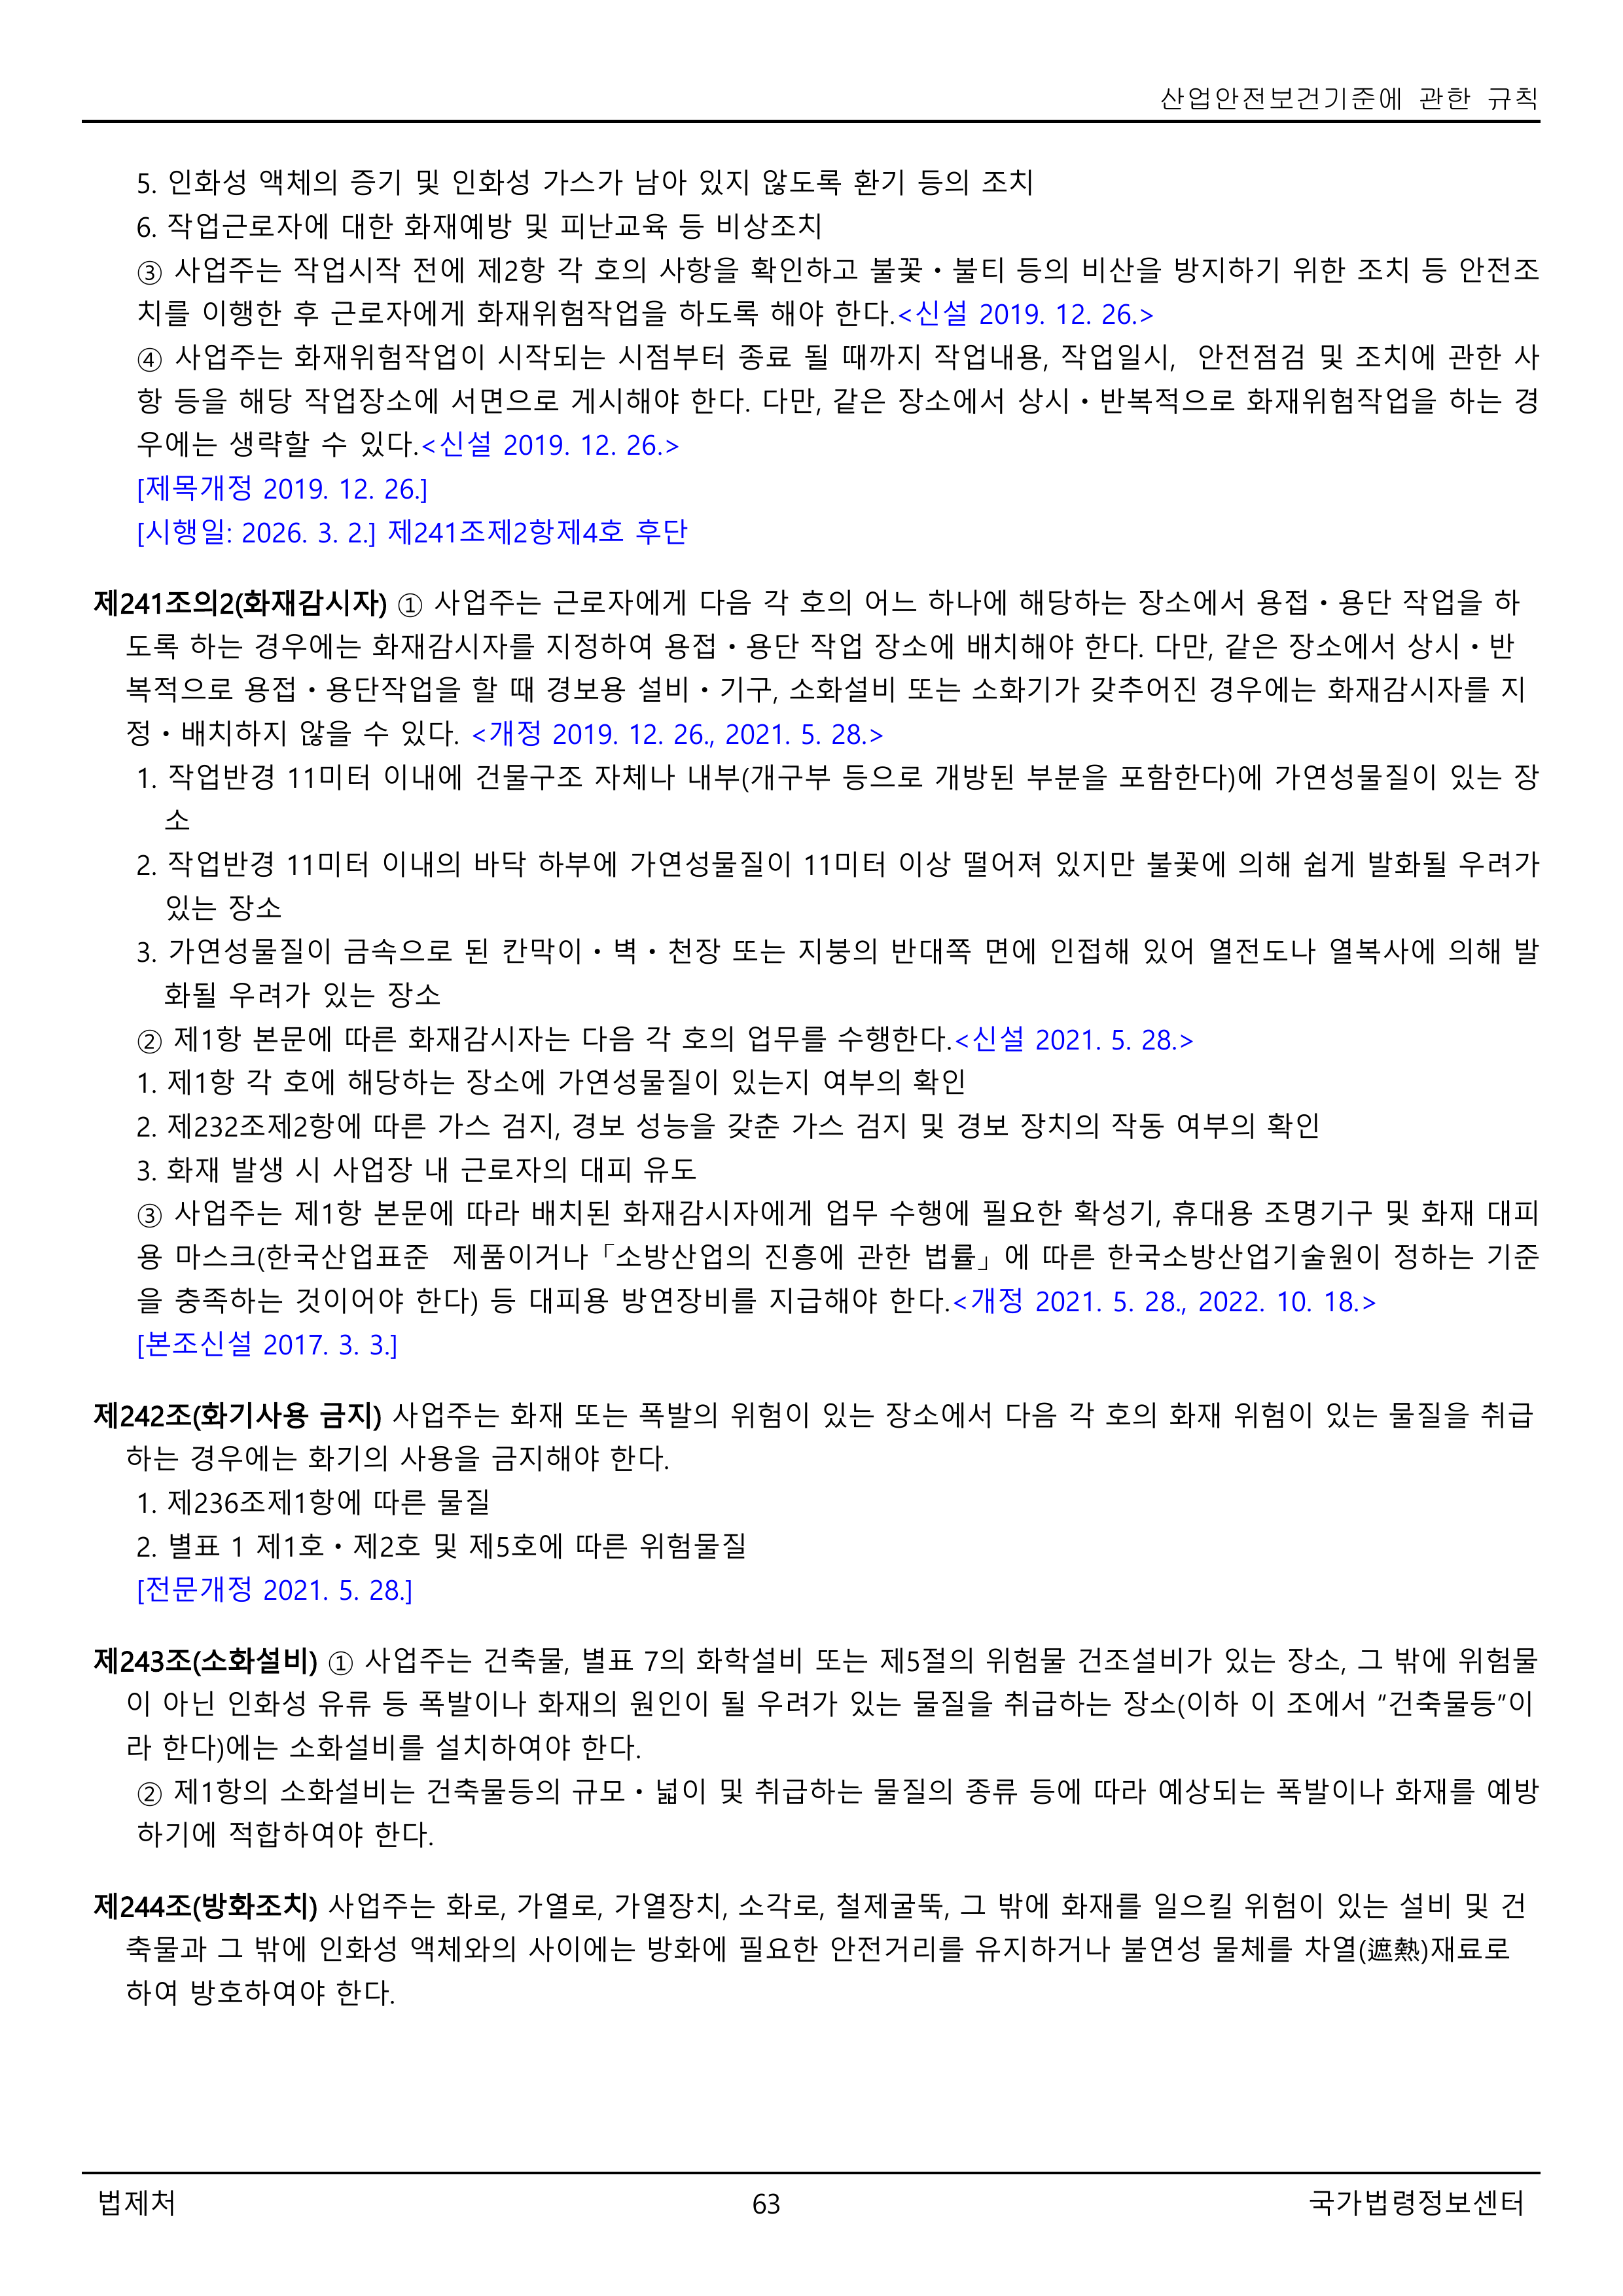 산업안전보건기준에 관한 규칙
5. 인화성 액체의 증기 및 인화성 가스가 남아 있지 않도록 환기 등의 조치
6. 작업근로자에 대한 화재예방 및 피난교육 등 비상조치
③ 사업주는 작업시작 전에 제2항 각 호의 사항을 확인하고 불꽃ㆍ불티 등의 비산을 방지하기 위한 조치 등 안전조
치를 이행한 후 근로자에게 화재위험작업을 하도록 해야 한다.<신설 2019. 12. 26.>
④ 사업주는 화재위험작업이 시작되는 시점부터 종료 될 때까지 작업내용, 작업일시, 안전점검 및 조치에 관한 사
항 등을 해당 작업장소에 서면으로 게시해야 한다. 다만, 같은 장소에서 상시ㆍ반복적으로 화재위험작업을 하는 경
우에는 생략할 수 있다.<신설 2019. 12. 26.>
[제목개정 2019. 12. 26.]
[시행일: 2026. 3. 2.] 제241조제2항제4호 후단
제241조의2(화재감시자) ① 사업주는 근로자에게 다음 각 호의 어느 하나에 해당하는 장소에서 용접ㆍ용단 작업을 하
도록 하는 경우에는 화재감시자를 지정하여 용접ㆍ용단 작업 장소에 배치해야 한다. 다만, 같은 장소에서 상시ㆍ반
복적으로 용접ㆍ용단작업을 할 때 경보용 설비ㆍ기구, 소화설비 또는 소화기가 갖추어진 경우에는 화재감시자를 지
정ㆍ배치하지 않을 수 있다. <개정 2019. 12. 26., 2021. 5. 28.>
1. 작업반경 11미터 이내에 건물구조 자체나 내부(개구부 등으로 개방된 부분을 포함한다)에 가연성물질이 있는 장
소
2. 작업반경 11미터 이내의 바닥 하부에 가연성물질이 11미터 이상 떨어져 있지만 불꽃에 의해 쉽게 발화될 우려가
있는 장소
3. 가연성물질이 금속으로 된 칸막이ㆍ벽ㆍ천장 또는 지붕의 반대쪽 면에 인접해 있어 열전도나 열복사에 의해 발
화될 우려가 있는 장소
② 제1항 본문에 따른 화재감시자는 다음 각 호의 업무를 수행한다.<신설 2021. 5. 28.>
1. 제1항 각 호에 해당하는 장소에 가연성물질이 있는지 여부의 확인
2. 제232조제2항에 따른 가스 검지, 경보 성능을 갖춘 가스 검지 및 경보 장치의 작동 여부의 확인
3. 화재 발생 시 사업장 내 근로자의 대피 유도
③ 사업주는 제1항 본문에 따라 배치된 화재감시자에게 업무 수행에 필요한 확성기, 휴대용 조명기구 및 화재 대피
용 마스크(한국산업표준 제품이거나「소방산업의 진흥에 관한 법률」에 따른 한국소방산업기술원이 정하는 기준
을 충족하는 것이어야 한다) 등 대피용 방연장비를 지급해야 한다.<개정 2021. 5. 28., 2022. 10. 18.>
[본조신설 2017. 3. 3.]
제242조(화기사용 금지) 사업주는 화재 또는 폭발의 위험이 있는 장소에서 다음 각 호의 화재 위험이 있는 물질을 취급
하는 경우에는 화기의 사용을 금지해야 한다.
1. 제236조제1항에 따른 물질
2. 별표 1 제1호ㆍ제2호 및 제5호에 따른 위험물질
[전문개정 2021. 5. 28.]
제243조(소화설비) ① 사업주는 건축물, 별표 7의 화학설비 또는 제5절의 위험물 건조설비가 있는 장소, 그 밖에 위험물
이 아닌 인화성 유류 등 폭발이나 화재의 원인이 될 우려가 있는 물질을 취급하는 장소(이하 이 조에서 “건축물등”이
라 한다)에는 소화설비를 설치하여야 한다.
② 제1항의 소화설비는 건축물등의 규모ㆍ넓이 및 취급하는 물질의 종류 등에 따라 예상되는 폭발이나 화재를 예방
하기에 적합하여야 한다.
제244조(방화조치) 사업주는 화로, 가열로, 가열장치, 소각로, 철제굴뚝, 그 밖에 화재를 일으킬 위험이 있는 설비 및 건
축물과 그 밖에 인화성 액체와의 사이에는 방화에 필요한 안전거리를 유지하거나 불연성 물체를 차열(遮熱)재료로
하여 방호하여야 한다.
법제처
63
국가법령정보센터